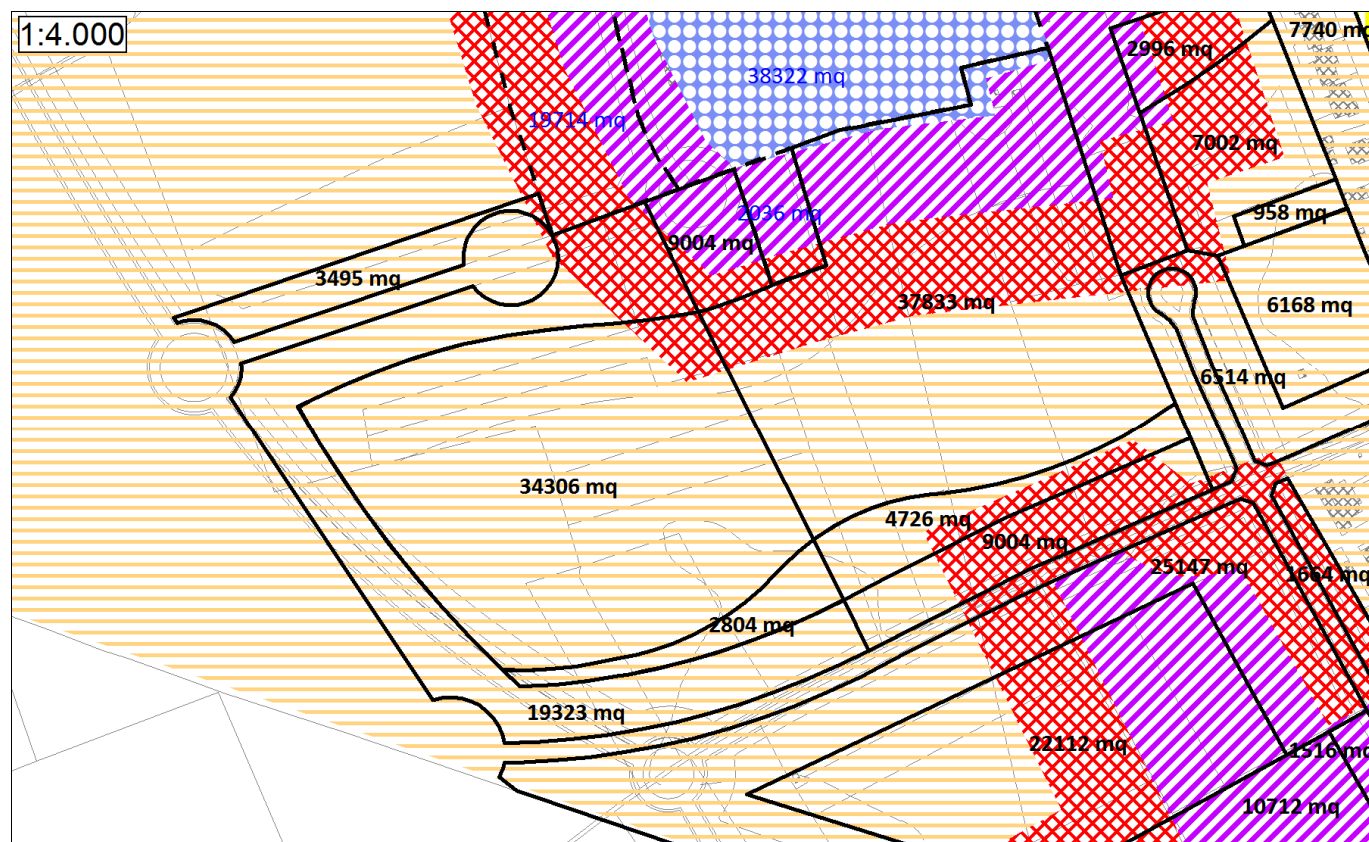 1:4.000
7740 mq
2996 mq
38322 mq
19714 mq
7002 mq
958 mq
2036 mq
9004 mq
3495 mq
37833 mq
6168 mq
6514 mq
34306 mq
4726 mq
9004 mq
25147 mq
1664 mq
2804 mq
19323 mq
22112 mq
1516 mq
10712 mq